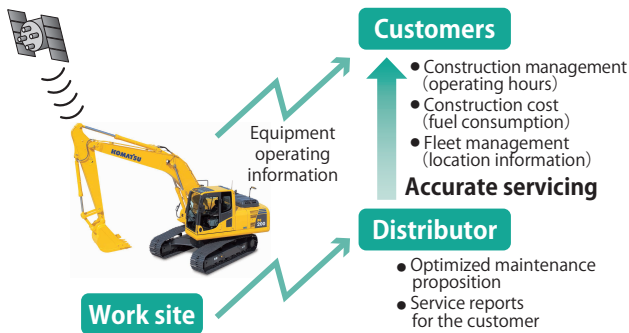 Customers
● Construction management
(operating hours)
● Construction cost
(fuel consumption)
● Fleet management
(location information)
Equipment
operating
information
KOMATSU
Accurate servicing
200
Distributor
● Optimized maintenance
proposition
● Service reports
for the customer
Work site